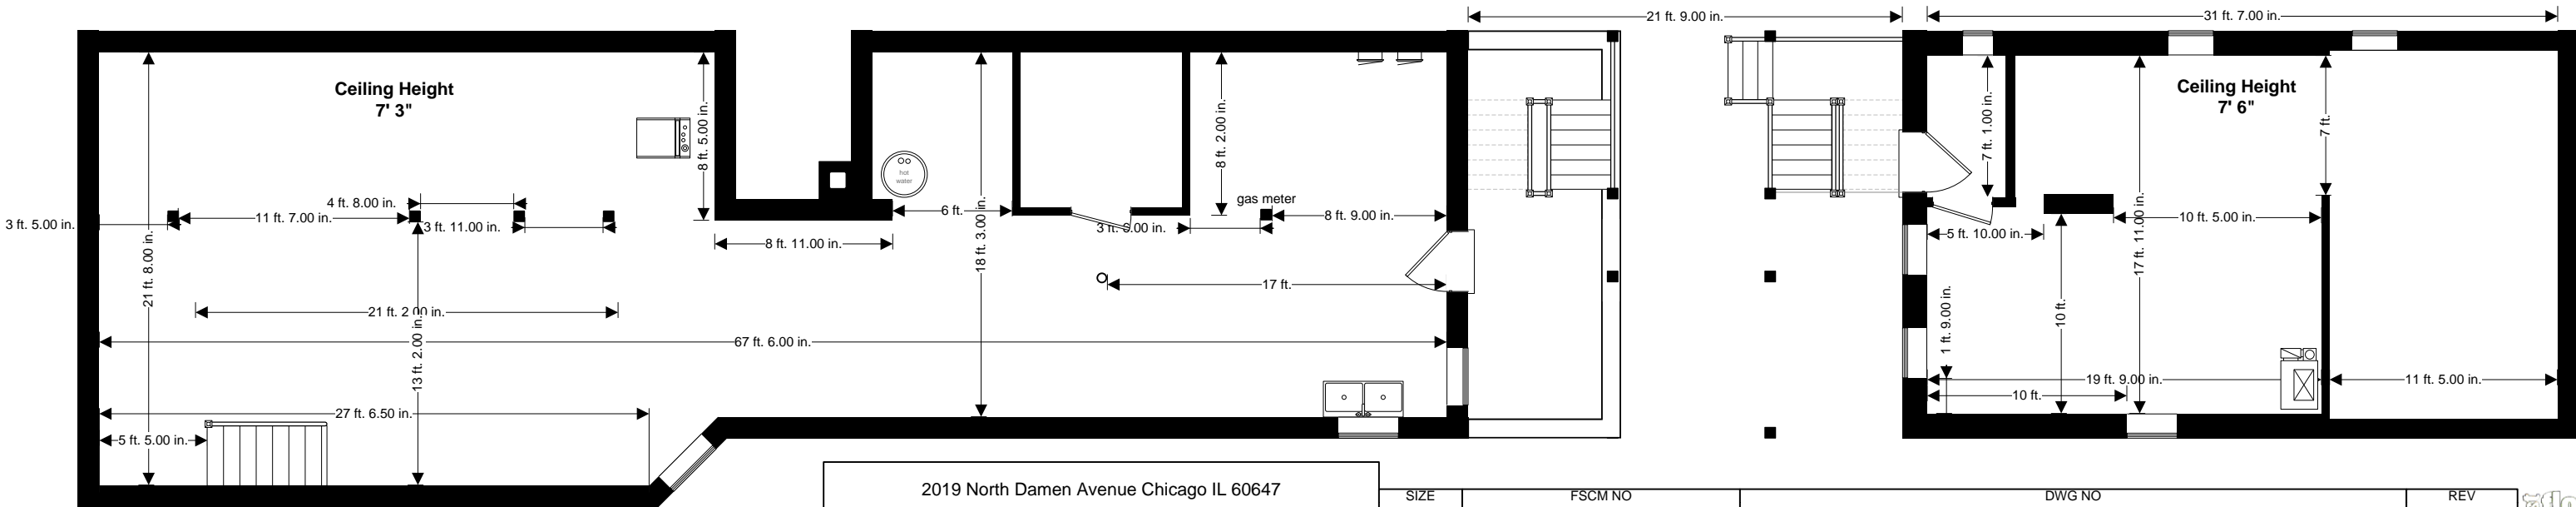 21 ft. 9.00 in.
31 ft. 7.00 in.
Ceiling Height
7' 3"
Ceiling Height
7' 6"
8 ft. 5.00 in.
8 ft. 2.00 in.
7 ft. 1.00 in.
7 ft.
hot
water
4 ft. 8.00 in.
gas meter
3 ft. 5.00 in.
11 ft. 7.00 in.
3 ft. 11.00 in.
6 ft.
8 ft. 9.00 in.
10 ft. 5.00 in.
8 ft. 11.00 in.
5 ft. 10.00 in.
21 ft. 8.00 in.
18 ft. 3.00 in.
17 ft. 11.00 in.
17 ft.
21 ft. 2.00 in.
13 ft. 2.00 in.
10 ft.
1 ft. 9.00 in.
67 ft. 6.00 in.
19 ft. 9.00 in.
11 ft. 5.00 in.
10 ft.
27 ft. 6.50 in.
5 ft. 5.00 in.
2019 North Damen Avenue Chicago IL 60647
SIZE
FSCM NO
DWG NO
REV